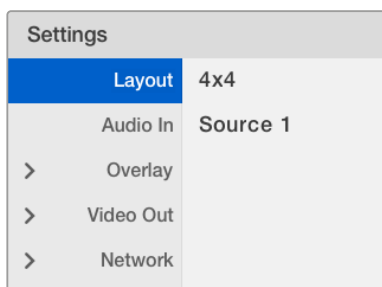 Settings
Layout 4x4
Audio In Source 1
Overlay
Video Out
Network